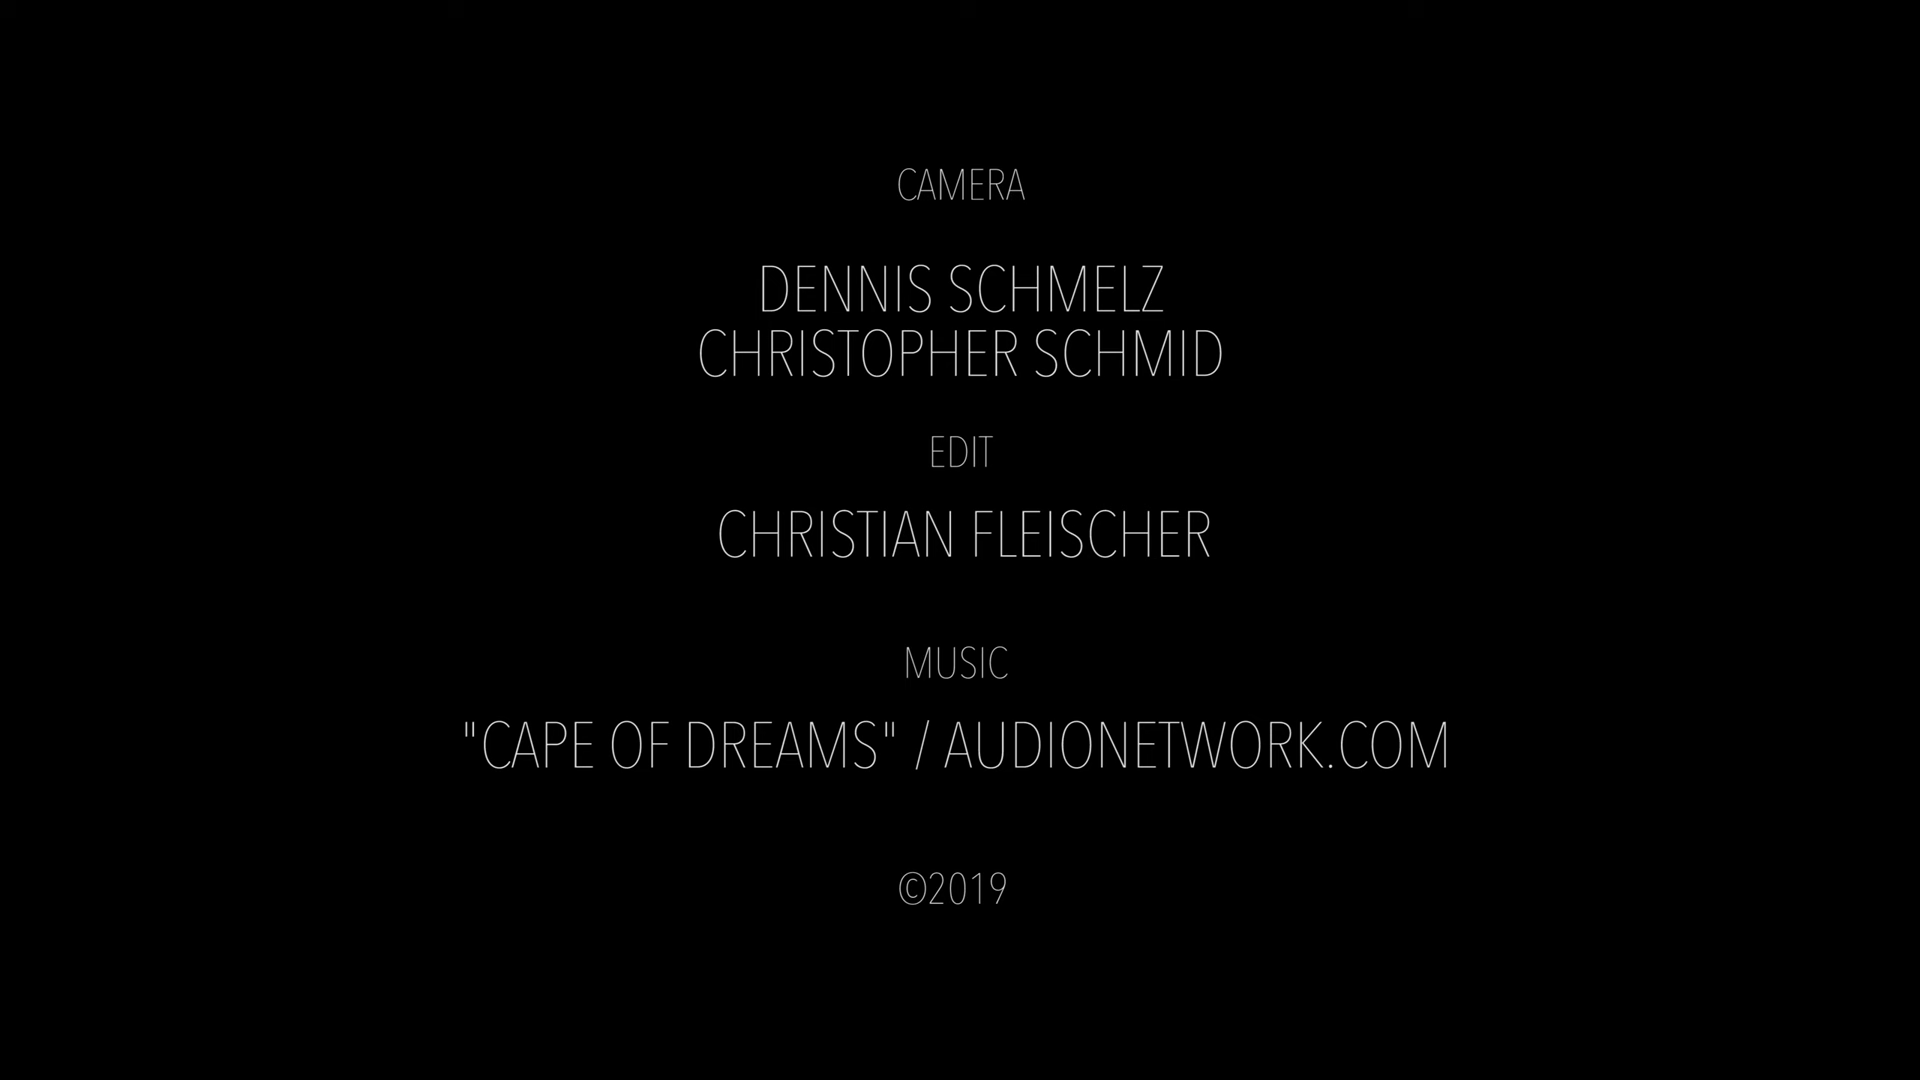 CAMERA
DENNIS SCHMELZ
CHRISTOPHER SCHMID
EDIT
CHRISTIAN FLEISCHER
MUSIC
"CAPE OF DREAMS" / AUDIONETWORK.COM
©2019